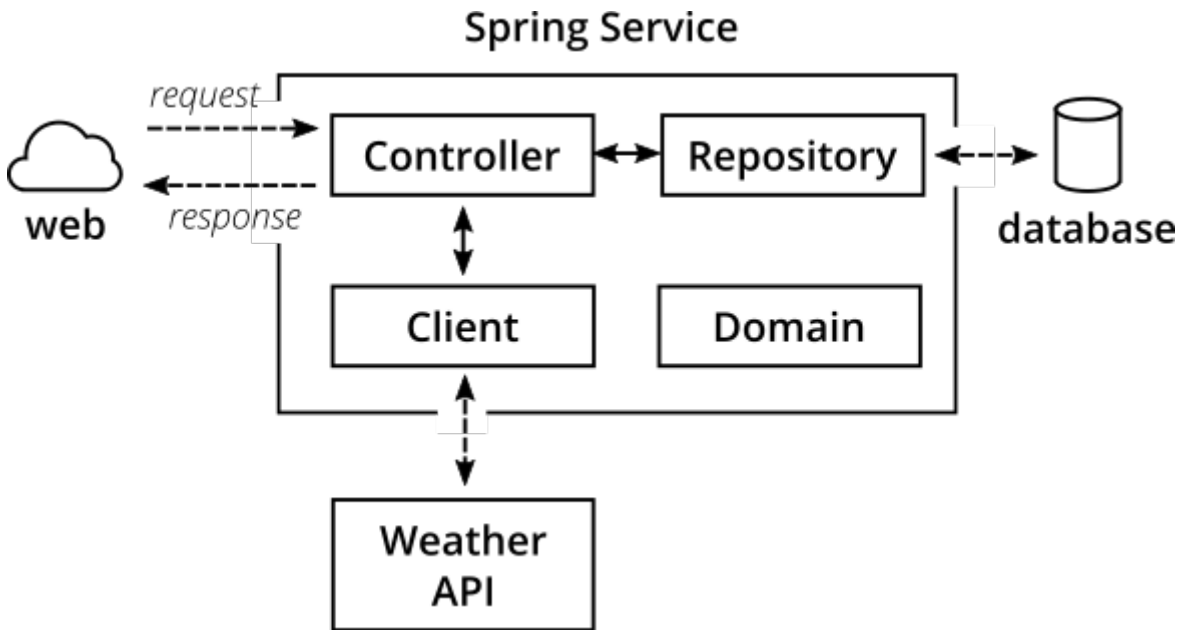 Spring Service
request
Controller
Repository
web
response
database
Client
Domain
Weather
API